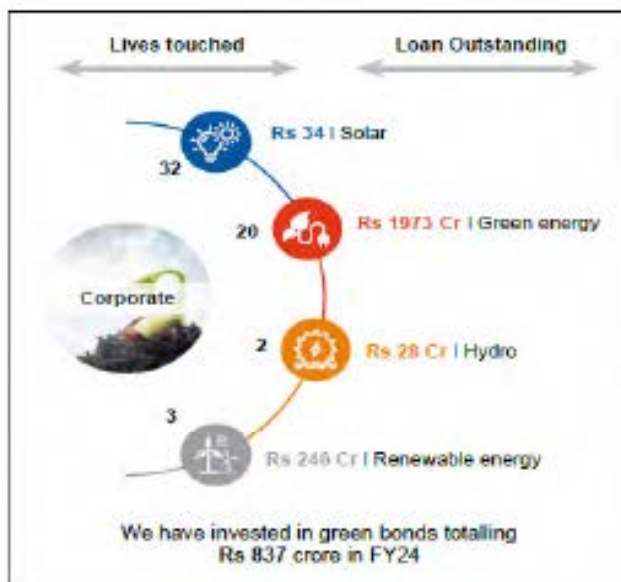 Lives touched Loan Outstanding
32 Rs 34 I Solar
20 Rs 1973 Cr I Green energy
Corporate
2 Rs 28 Cr I Hydro
3 Rs 246 Cr I Renewable energy
We have invested in green bonds totalling
Rs 837 crore in FY24